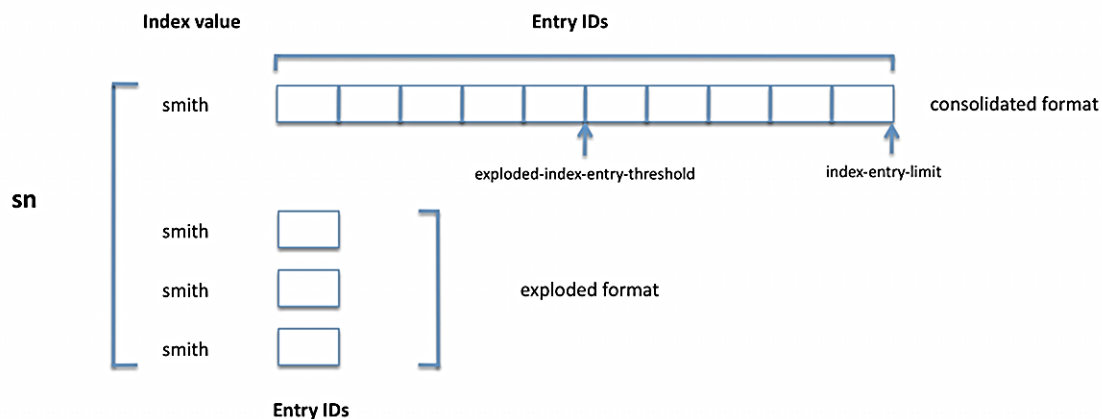 Index value
Entry IDs
smith
consolidated format
exploded-index-entry-threshold
index-entry-limit
sn
smith
smith
exploded format
smith
Entry IDs